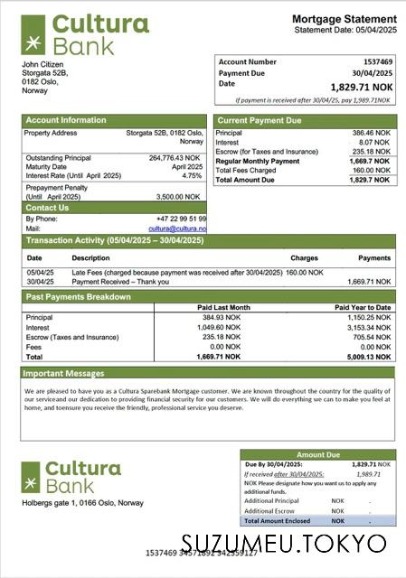 Cultura
Bank
Mortgage Statement
Statement Date: 05/04/2025
John Citizen
Storgata 52B,
0182 Oslo,
Norway
Account Number 1537469
Payment Due 30/04/2025
Date
1,829.71 NOK
If payment is received after 30/04/25, pay 1,989.71NOK
Account Information
Property Address Storgata 52B, 0182 Oslo,
Norway
Outstanding Principal 264,776.43 NOK
Maturity Date April 2025
Interest Rate (Until April 2025) 4.75%
Prepayment Penalty
(Until April 2025) 3,500.00 NOK
Contact Us
By Phone: +47 22 99 51 99
Mail: cultura@cultura.no
Current Payment Due
Principal 386.46 NOK
Interest 8.07 NOK
Escrow (for Taxes and Insurance) 235.18 NOK
Regular Monthly Payment 1,669.7 NOK
Total Fees Charged 160.00 NOK
Total Amount Due 1,829.7 NOK
Transaction Activity (05/04/2025 – 30/04/2025)
Date Description Charges Payments
05/04/25 Late Fees (charged because payment was received after 30/04/2025) 160.00 NOK
30/04/25 Payment Received – Thank you 1,669.71 NOK
Past Payments Breakdown
Paid Last Month Paid Year to Date
Principal 384.93 NOK 1,150.25 NOK
Interest 1,049.60 NOK 3,153.34 NOK
Escrow (Taxes and Insurance) 235.18 NOK 705.54 NOK
Fees 0.00 NOK 0.00 NOK
Total 1,669.71 NOK 5,009.13 NOK
Important Messages
We are pleased to have you as a Cultura Sparebank Mortgage customer. We are known throughout the country for the quality of
our serviceand our dedication to providing financial security for our customers. We will do everything we can to make you feel at
home, and toensure you receive the friendly, professional service you deserve.
Cultura
Bank
Holbergs gate 1, 0166 Oslo, Norway
Amount Due
Due By 30/04/2025: 1,829.71 NOK
If received after 30/04/2025: 1,989.71
NOK Please designate how you want us to apply any
additional funds.
Additional Principal NOK .
Additional Escrow NOK .
Total Amount Enclosed NOK .
SUZUMEU.TOKYO
1537469